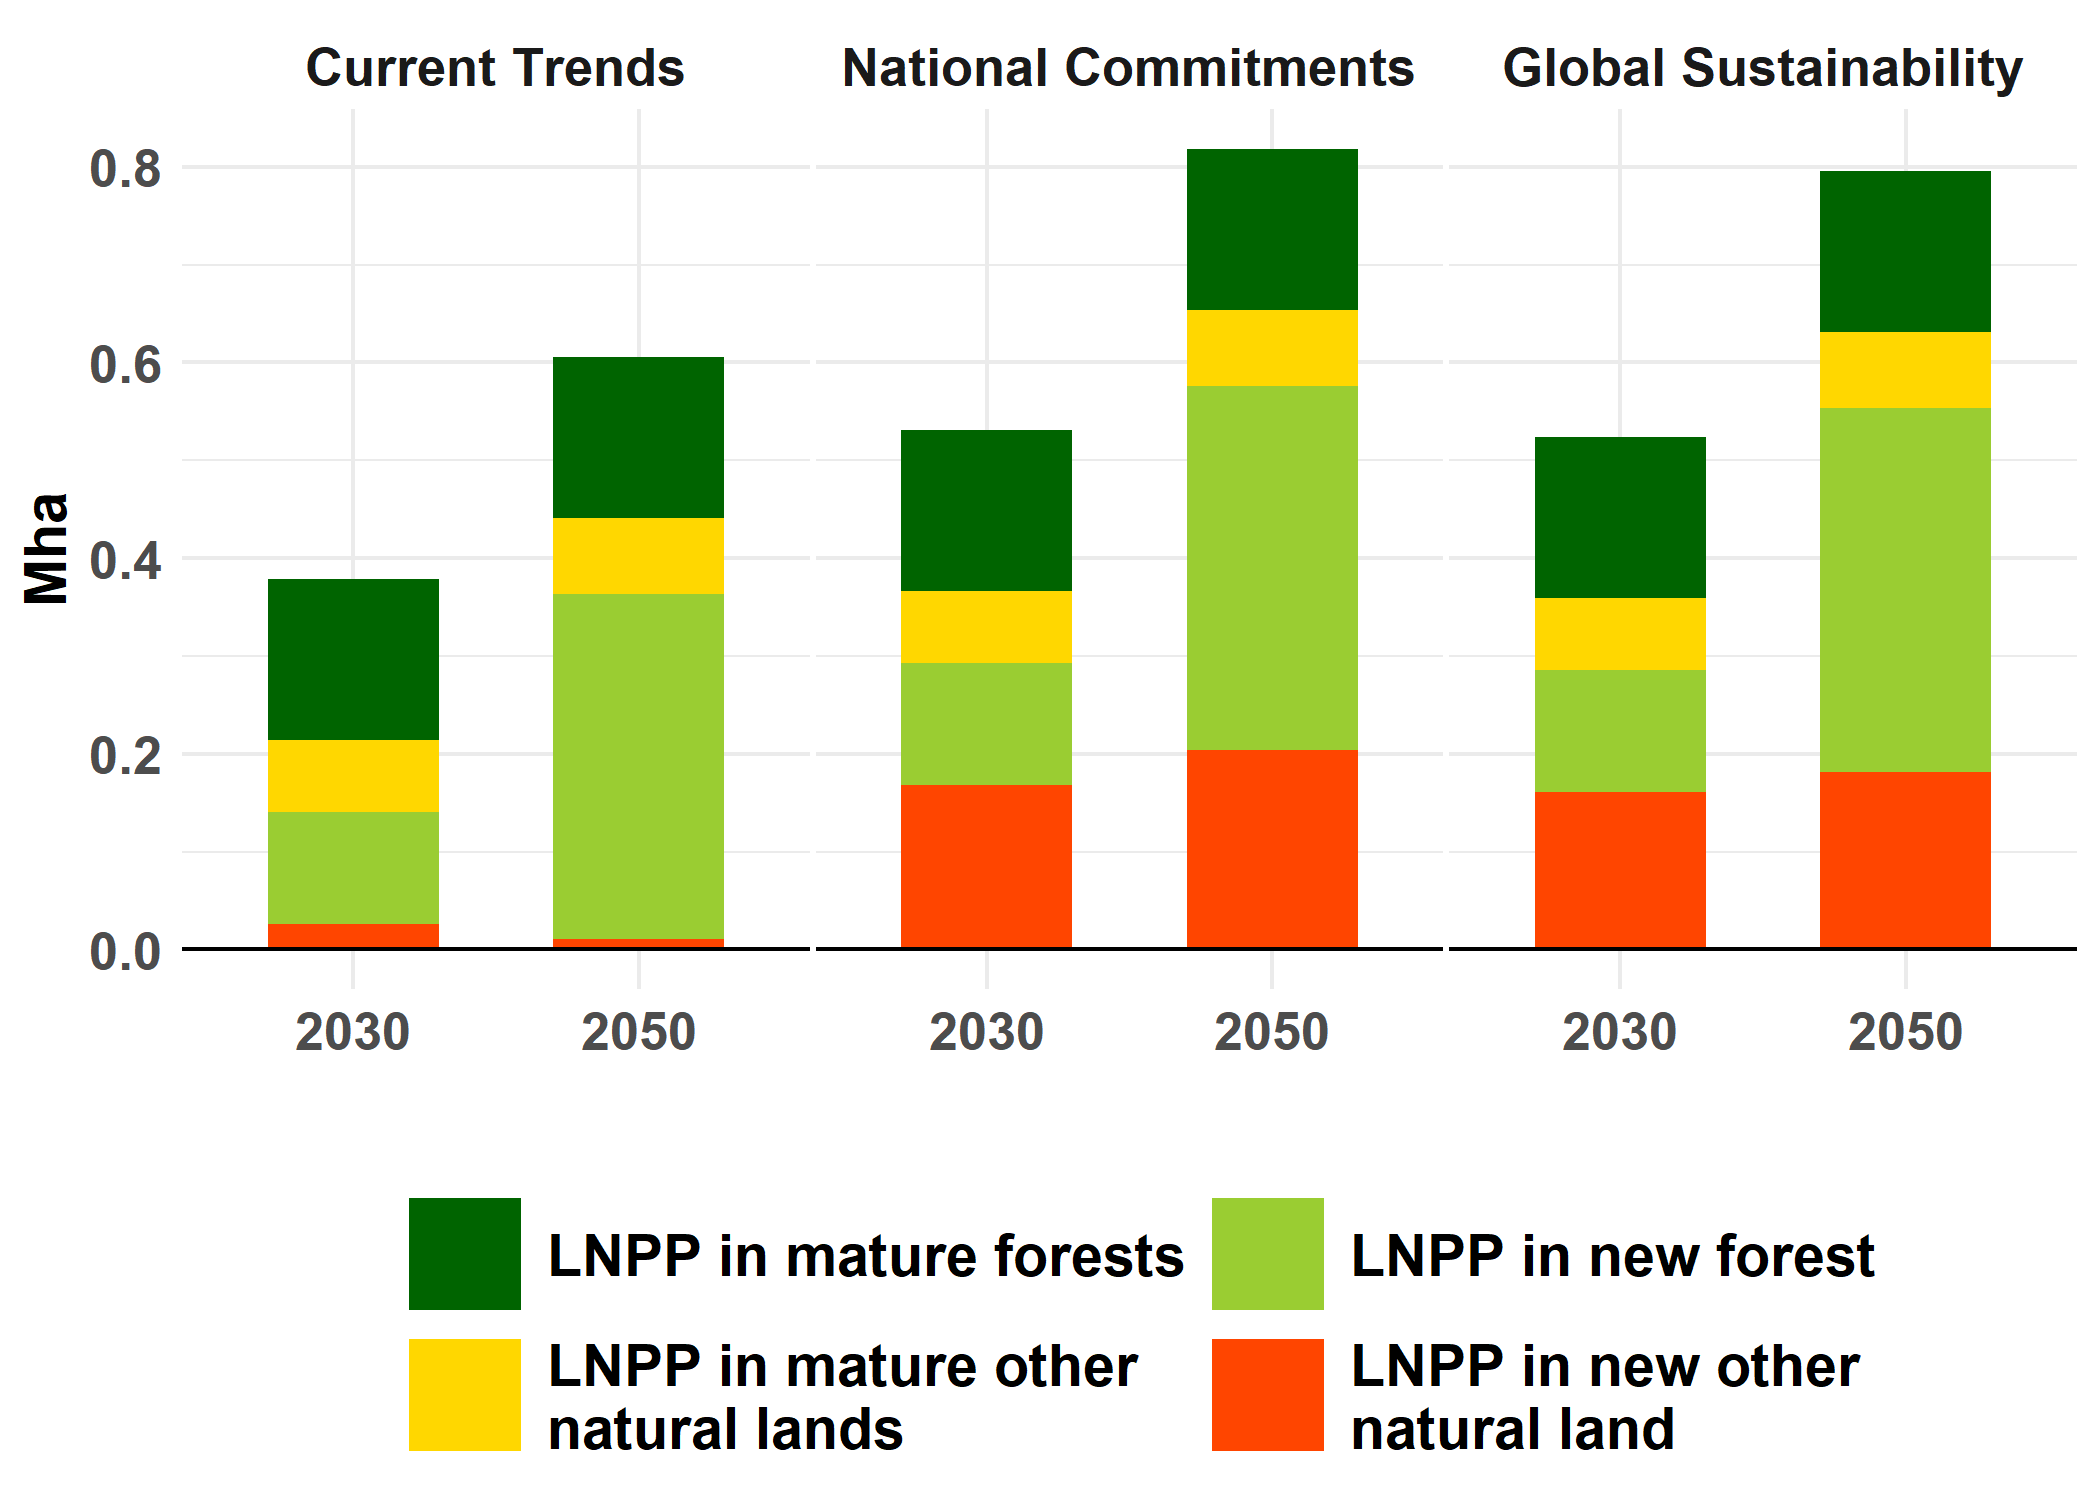 Current Trends
National Commitments
Global Sustainability
Mha
0.8
0.6
0.4
0.2
0.0
2030
2050
2030
2050
2030
2050
LNPP in mature forests
LNPP in new forest
LNPP in mature other
natural lands
LNPP in new other
natural land